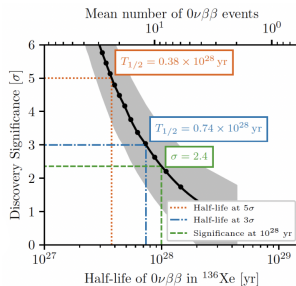 Mean number of 0νββ events
10¹
10⁰
6
5
4
3
2
1
0
Discovery Significance [σ]
T₁/₂ = 0.38 × 10²⁸ yr
T₁/₂ = 0.74 × 10²⁸ yr
σ = 2.4
Half-life at 5σ
Half-life at 3σ
Significance at 10²⁸ yr
10²⁷
10²⁸
10²⁹
Half-life of 0νββ in ¹³⁶Xe [yr]